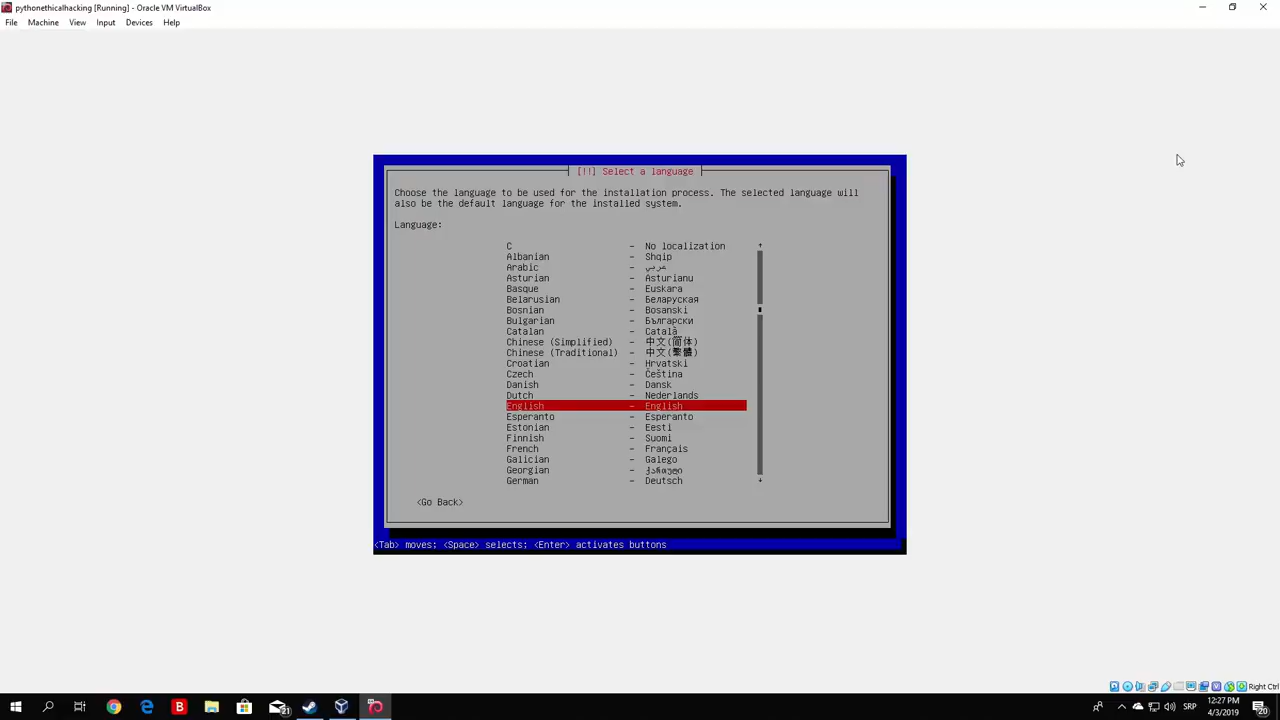 pythonethicalhacking [Running] - Oracle VM VirtualBox
File Machine View Input Devices Help
[!!] Select a language
Choose the language to be used for the installation process. The selected language will
also be the default language for the installed system.
Language:
C - No localization
Albanian - Shqip
Arabic - عربي
Asturian - Asturianu
Basque - Euskara
Belarusian - Беларуская
Bosnian - Bosanski
Bulgarian - Български
Catalan - Català
Chinese (Simplified) - 中文(简体)
Chinese (Traditional) - 中文(繁體)
Croatian - Hrvatski
Czech - Čeština
Danish - Dansk
Dutch - Nederlands
English - English
Esperanto - Esperanto
Estonian - Eesti
Finnish - Suomi
French - Français
Galician - Galego
Georgian - ქართული
German - Deutsch
<Go Back>
<Tab> moves; <Space> selects; <Enter> activates buttons
Right Ctrl
B
21
SRP
12:27 PM
4/3/2019
20